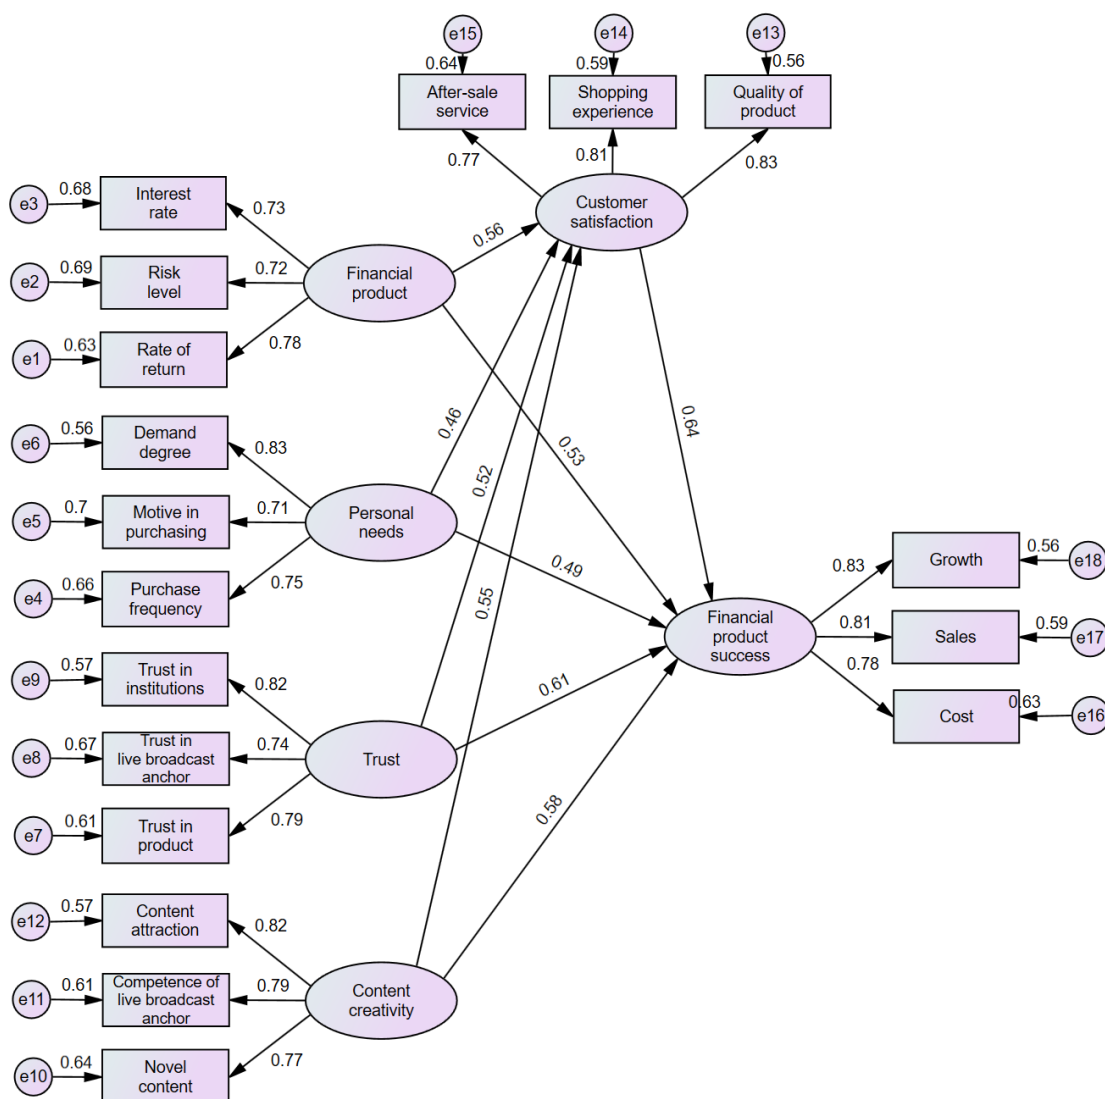 e15
e14
e13
0.64
0.59
0.56
After-sale
service
Shopping
experience
Quality of
product
0.77
0.81
0.83
e3
0.68
Interest
rate
0.73
Customer
satisfaction
0.56
e2
0.69
Risk
level
0.72
Financial
product
e1
0.63
Rate of
return
0.78
e6
0.56
Demand
degree
0.83
0.46
0.52
0.53
0.64
e5
0.7
Motive in
purchasing
0.71
Personal
needs
e4
0.66
Purchase
frequency
0.75
0.49
0.55
Growth
0.83
0.56
e18
Financial
product
success
0.81
Sales
0.59
e17
0.78
Cost
0.63
e16
e9
0.57
Trust in
institutions
0.82
0.61
e8
0.67
Trust in
live broadcast
anchor
0.74
Trust
e7
0.61
Trust in
product
0.79
0.58
e12
0.57
Content
attraction
0.82
e11
0.61
Competence of
live broadcast
anchor
0.79
Content
creativity
e10
0.64
Novel
content
0.77